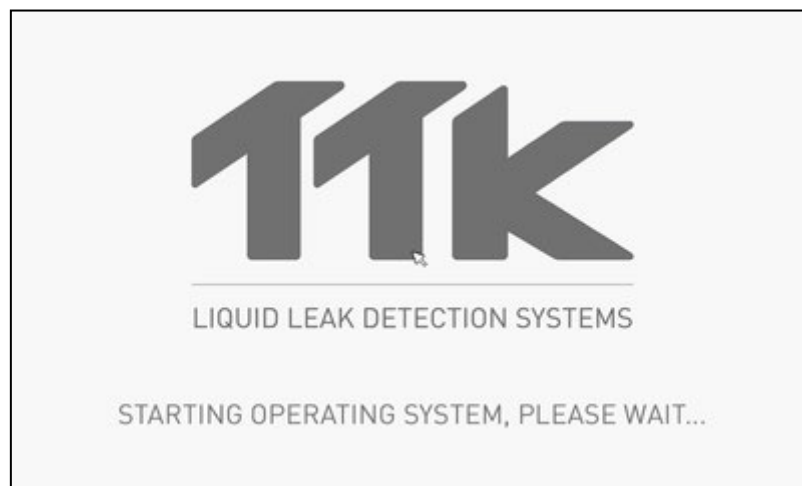 TTK
LIQUID LEAK DETECTION SYSTEMS
STARTING OPERATING SYSTEM, PLEASE WAIT...